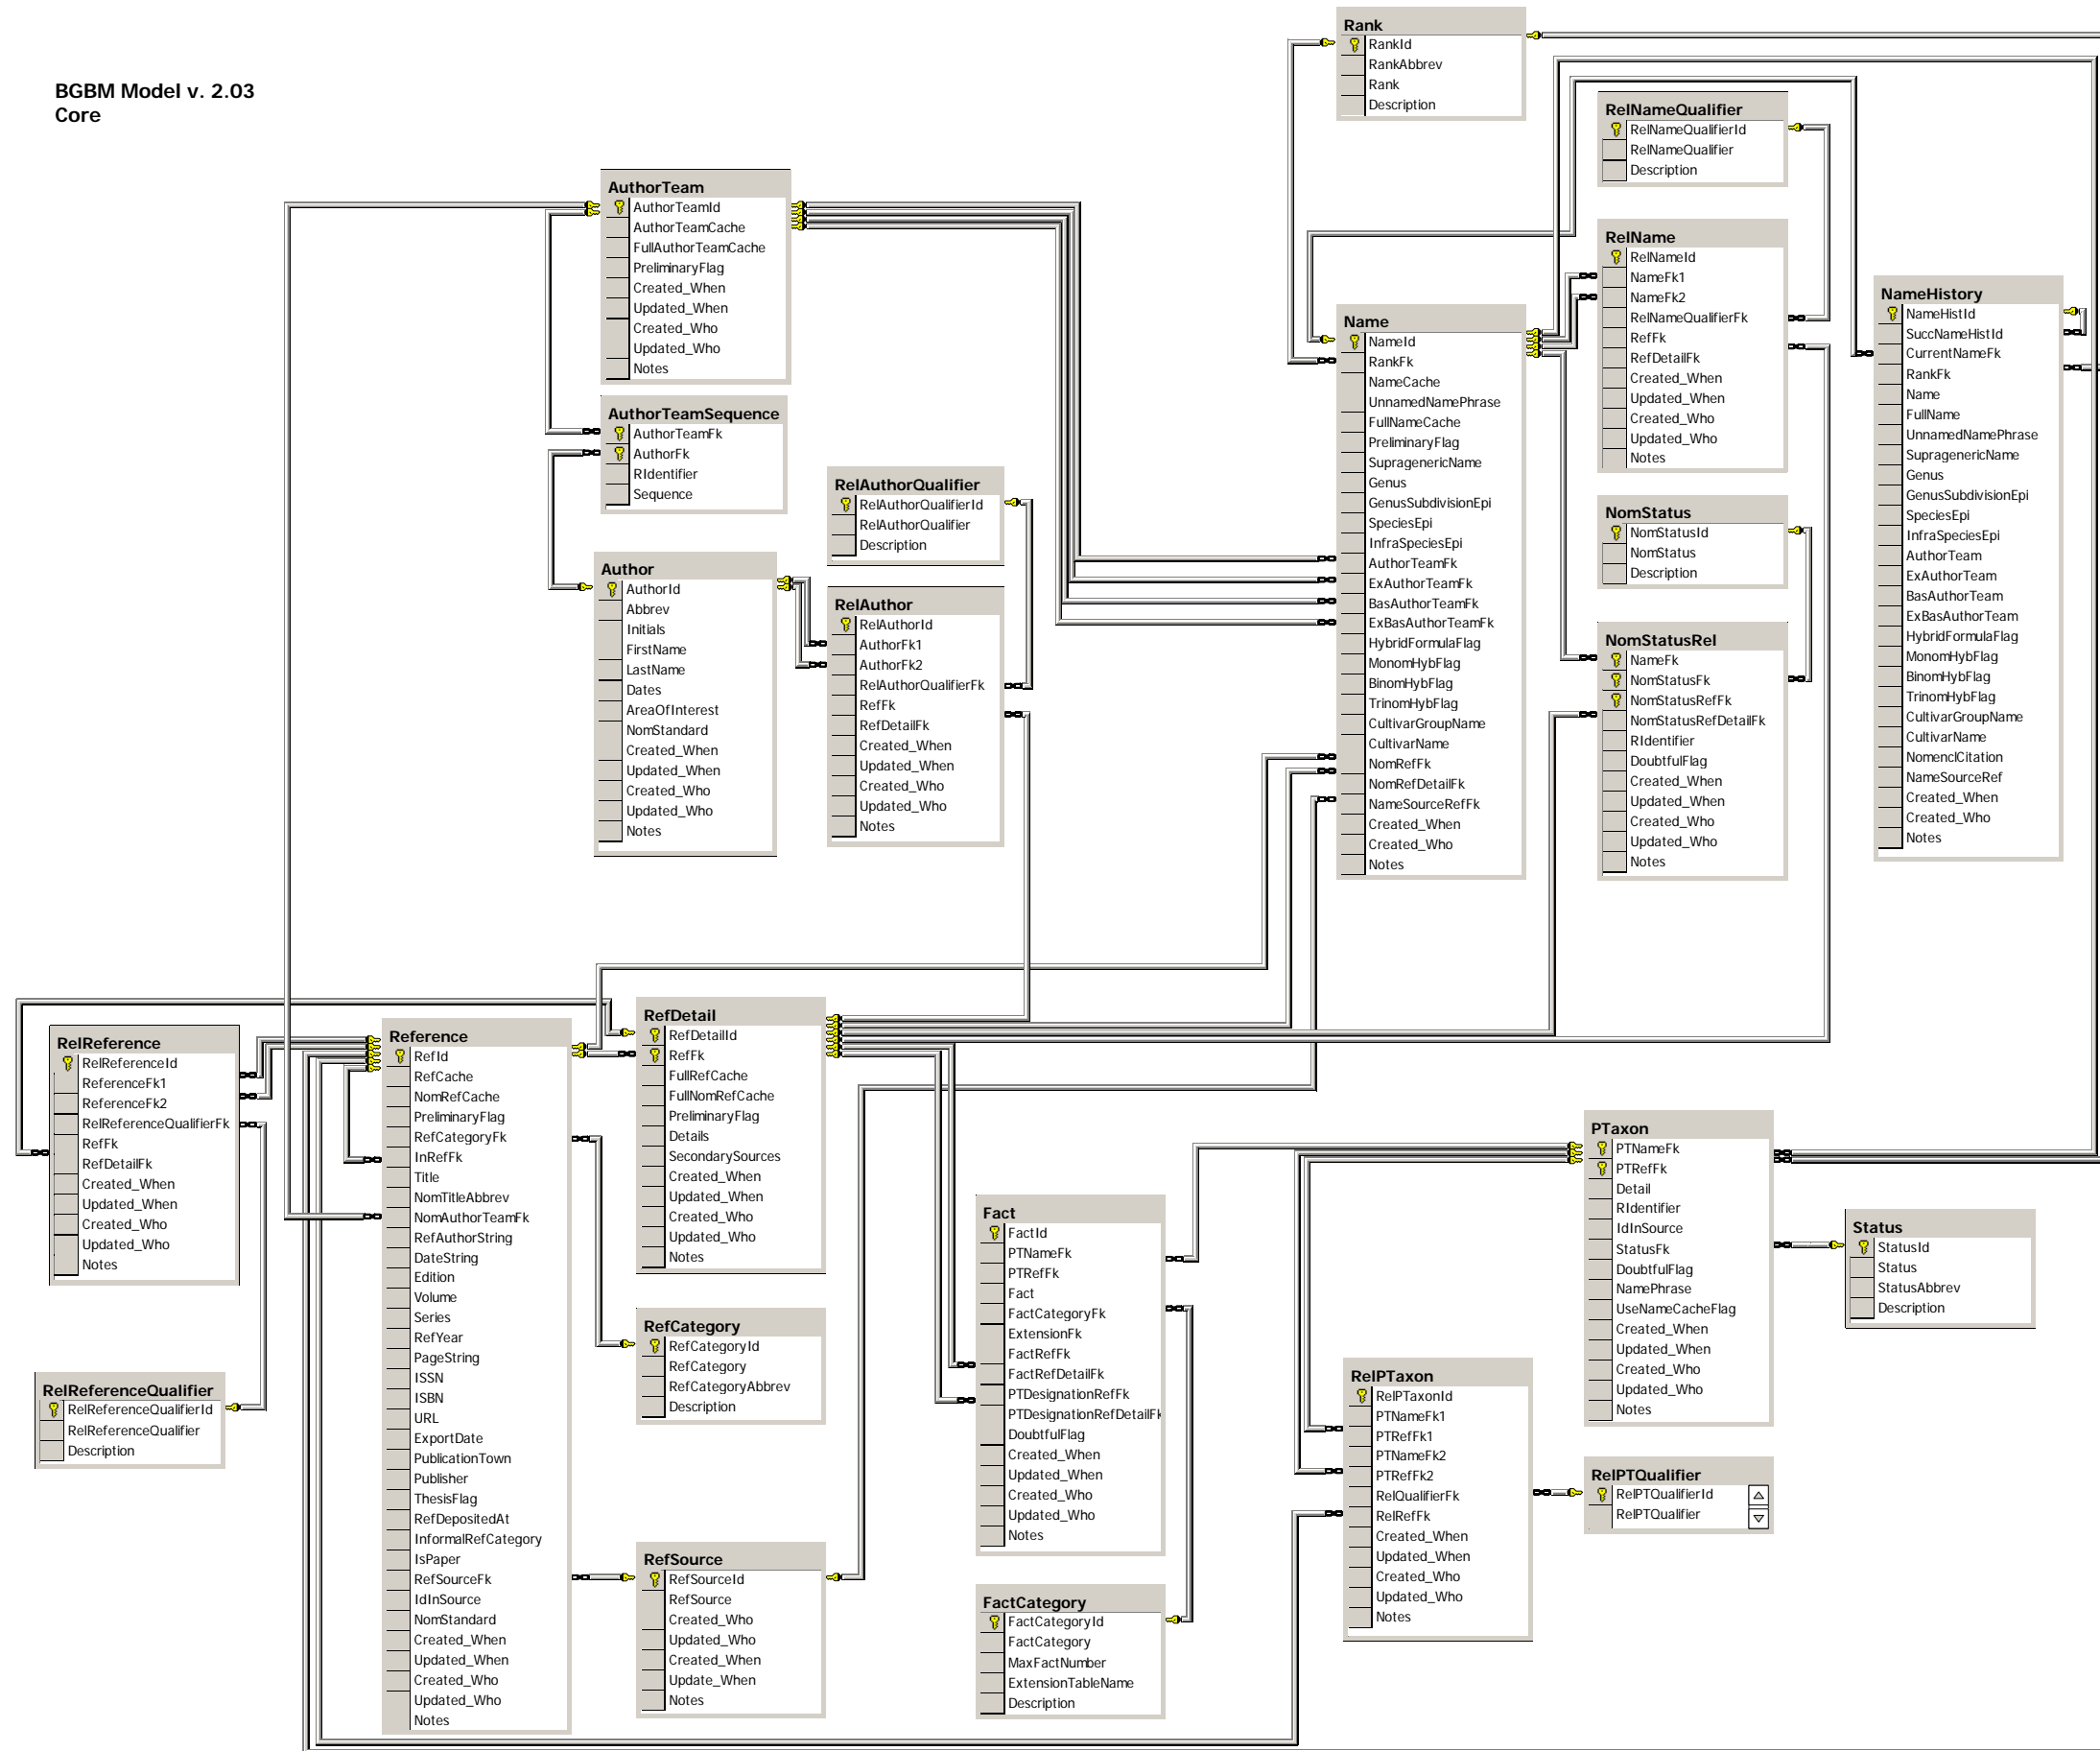 BGBM Model v. 2.03
Core
Rank
RankId
RankAbbrev
Rank
Description
RelNameQualifier
RelNameQualifierId
RelNameQualifier
Description
AuthorTeam
AuthorTeamId
AuthorTeamCache
FullAuthorTeamCache
PreliminaryFlag
Created_When
Updated_When
Created_Who
Updated_Who
Notes
RelName
RelNameId
NameFk1
NameFk2
RelNameQualifierFk
RefFk
RefDetailFk
Created_When
Updated_When
Created_Who
Updated_Who
Notes
NameHistory
NameHistId
SuccNameHistId
CurrentNameFk
RankFk
Name
FullName
UnnamedNamePhrase
SupragenericName
Genus
GenusSubdivisionEpi
SpeciesEpi
InfraSpeciesEpi
AuthorTeam
ExAuthorTeam
BasAuthorTeam
ExBasAuthorTeam
HybridFormulaFlag
MonomHybFlag
BinomHybFlag
TrinomHybFlag
CultivarGroupName
CultivarName
NomenclCitation
NameSourceRef
Created_When
Created_Who
Notes
Name
NameId
RankFk
NameCache
UnnamedNamePhrase
FullNameCache
PreliminaryFlag
SupragenericName
Genus
GenusSubdivisionEpi
SpeciesEpi
InfraSpeciesEpi
AuthorTeamFk
ExAuthorTeamFk
BasAuthorTeamFk
ExBasAuthorTeamFk
HybridFormulaFlag
MonomHybFlag
BinomHybFlag
TrinomHybFlag
CultivarGroupName
CultivarName
NomRefFk
NomRefDetailFk
NameSourceRefFk
Created_When
Created_Who
Notes
AuthorTeamSequence
AuthorTeamFk
AuthorFk
RIdentifier
Sequence
RelAuthorQualifier
RelAuthorQualifierId
RelAuthorQualifier
Description
NomStatus
NomStatusId
NomStatus
Description
Author
AuthorId
Abbrev
Initials
FirstName
LastName
Dates
AreaOfInterest
NomStandard
Created_When
Updated_When
Created_Who
Updated_Who
Notes
RelAuthor
RelAuthorId
AuthorFk1
AuthorFk2
RelAuthorQualifierFk
RefFk
RefDetailFk
Created_When
Updated_When
Created_Who
Updated_Who
Notes
NomStatusRel
NameFk
NomStatusFk
NomStatusRefFk
NomStatusRefDetailFk
RIdentifier
DoubtfulFlag
Created_When
Updated_When
Created_Who
Updated_Who
Notes
RelReference
RelReferenceId
ReferenceFk1
ReferenceFk2
RelReferenceQualifierFk
RefFk
RefDetailFk
Created_When
Updated_When
Created_Who
Updated_Who
Notes
Reference
RefId
RefCache
NomRefCache
PreliminaryFlag
RefCategoryFk
InRefFk
Title
NomTitleAbbrev
NomAuthorTeamFk
RefAuthorString
DateString
Edition
Volume
Series
RefYear
PageString
ISSN
ISBN
URL
ExportDate
PublicationTown
Publisher
ThesisFlag
RefDepositedAt
InformalRefCategory
IsPaper
RefSourceFk
IdInSource
NomStandard
Created_When
Updated_When
Created_Who
Updated_Who
Notes
RefDetail
RefDetailId
RefFk
FullRefCache
FullNomRefCache
PreliminaryFlag
Details
SecondarySources
Created_When
Updated_When
Created_Who
Updated_Who
Notes
PTaxon
PTNameFk
PTRefFk
Detail
RIdentifier
IdInSource
StatusFk
DoubtfulFlag
NamePhrase
UseNameCacheFlag
Created_When
Updated_When
Created_Who
Updated_Who
Notes
Fact
FactId
PTNameFk
PTRefFk
Fact
FactCategoryFk
ExtensionFk
FactRefFk
FactRefDetailFk
PTDesignationRefFk
PTDesignationRefDetailFk
DoubtfulFlag
Created_When
Updated_When
Created_Who
Updated_Who
Notes
Status
StatusId
Status
StatusAbbrev
Description
RefCategory
RefCategoryId
RefCategory
RefCategoryAbbrev
Description
RelReferenceQualifier
RelReferenceQualifierId
RelReferenceQualifier
Description
RelPTaxon
RelPTaxonId
PTNameFk1
PTRefFk1
PTNameFk2
PTRefFk2
RelQualifierFk
RelRefFk
Created_When
Updated_When
Created_Who
Updated_Who
Notes
RelPTQualifier
RelPTQualifierId
RelPTQualifier
RefSource
RefSourceId
RefSource
Created_Who
Updated_Who
Created_When
Update_When
Notes
FactCategory
FactCategoryId
FactCategory
MaxFactNumber
ExtensionTableName
Description